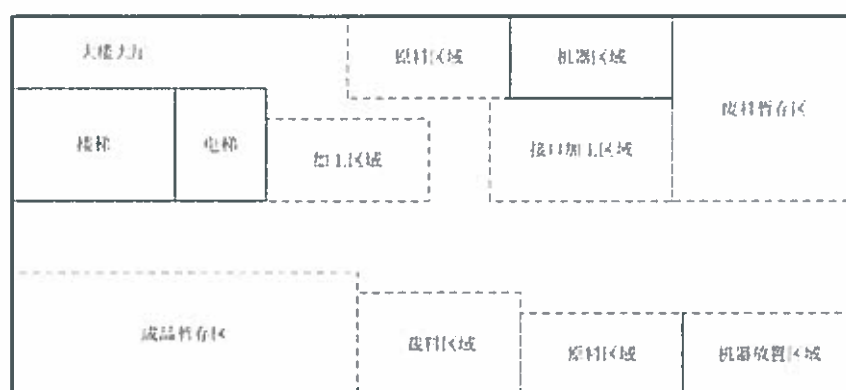 大楼大厅
原料区域
机器区域
废料暂存区
楼梯
电梯
加工区域
接口加工区域
成品暂存区
废料区域
原料区域
机器放置区域